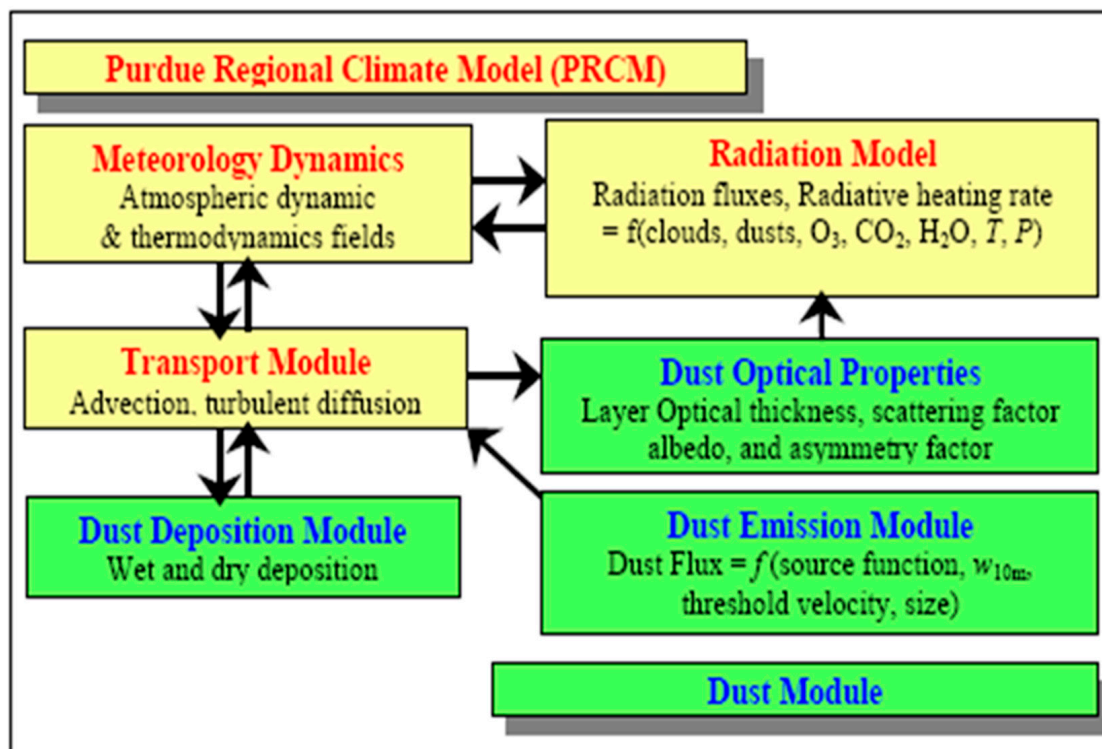 Purdue Regional Climate Model (PRCM)
Meteorology Dynamics
Atmospheric dynamic
& thermodynamics fields
Radiation Model
Radiation fluxes, Radiative heating rate
= f(clouds, dusts, O₃, CO₂, H₂O, T, P)
Transport Module
Advection, turbulent diffusion
Dust Optical Properties
Layer Optical thickness, scattering factor
albedo, and asymmetry factor
Dust Deposition Module
Wet and dry deposition
Dust Emission Module
Dust Flux = f (source function, w₁₀ₘ,
threshold velocity, size)
Dust Module